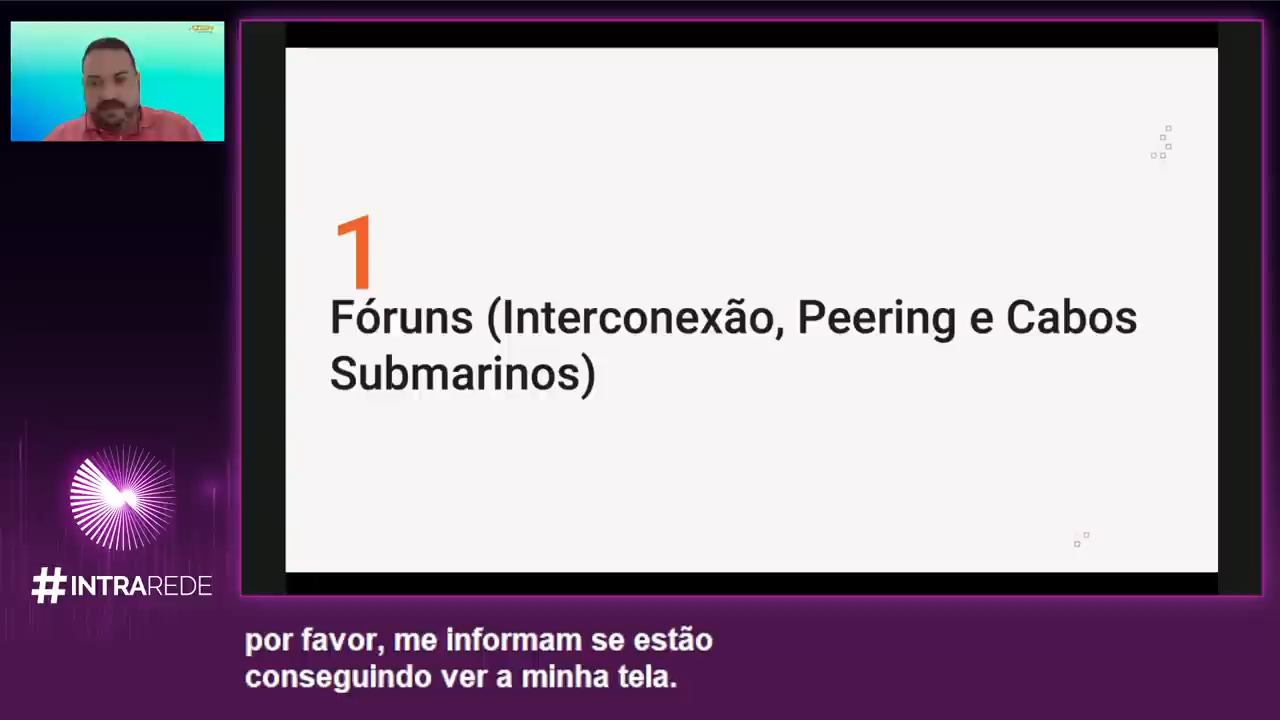 1
Fóruns (Interconexão, Peering e Cabos
Submarinos)
#INTRAREDE
por favor, me informam se estão
conseguindo ver a minha tela.